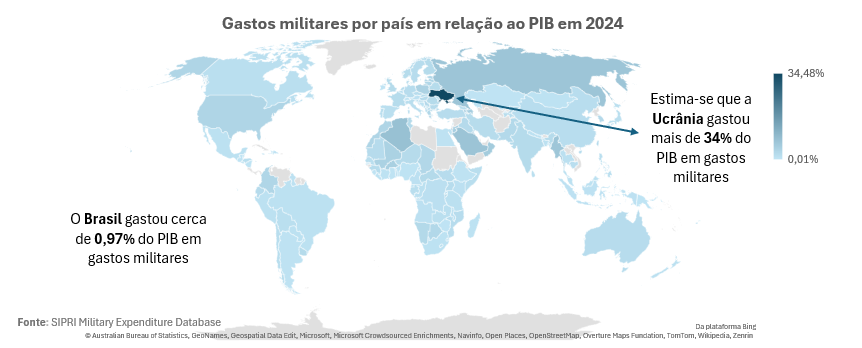 Gastos militares por país em relação ao PIB em 2024
34,48%
0,01%
Estima-se que a
Ucrânia gastou
mais de 34% do
PIB em gastos
militares
O Brasil gastou cerca
de 0,97% do PIB em
gastos militares
Fonte: SIPRI Military Expenditure Database
Da plataforma Bing
© Australian Bureau of Statistics, GeoNames, Geospatial Data Edit, Microsoft, Microsoft Crowdsourced Enrichments, Navinfo, Open Places, OpenStreetMap, Overture Maps Fundation, TomTom, Wikipedia, Zenrin